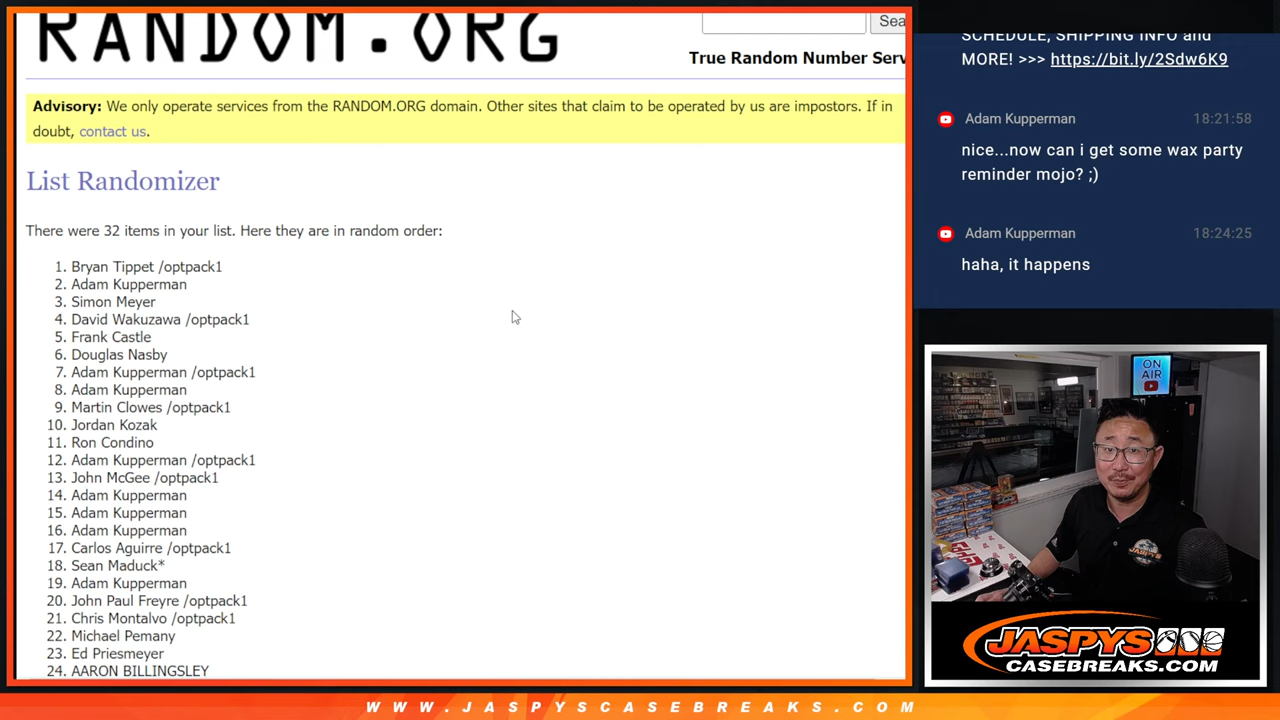 RANDOM.ORG
Sea
True Random Number Serv
Advisory: We only operate services from the RANDOM.ORG domain. Other sites that claim to be operated by us are impostors. If in
doubt, contact us.
List Randomizer
There were 32 items in your list. Here they are in random order:
1. Bryan Tippet /optpack1
2. Adam Kupperman
3. Simon Meyer
4. David Wakuzawa /optpack1
5. Frank Castle
6. Douglas Nasby
7. Adam Kupperman /optpack1
8. Adam Kupperman
9. Martin Clowes /optpack1
10. Jordan Kozak
11. Ron Condino
12. Adam Kupperman /optpack1
13. John McGee /optpack1
14. Adam Kupperman
15. Adam Kupperman
16. Adam Kupperman
17. Carlos Aguirre /optpack1
18. Sean Maduck*
19. Adam Kupperman
20. John Paul Freyre /optpack1
21. Chris Montalvo /optpack1
22. Michael Pemany
23. Ed Priesmeyer
24. AARON BILLINGSLEY
SCHEDULE, SHIPPING INFO and
MORE! >>> https://bit.ly/2Sdw6K9
Adam Kupperman 18:21:58
nice...now can i get some wax party
reminder mojo? ;)
Adam Kupperman 18:24:25
haha, it happens
ON
AIR
JASPYS
CASEBREAKS.COM
WWW.JASPYSCASEBREAKS.COM